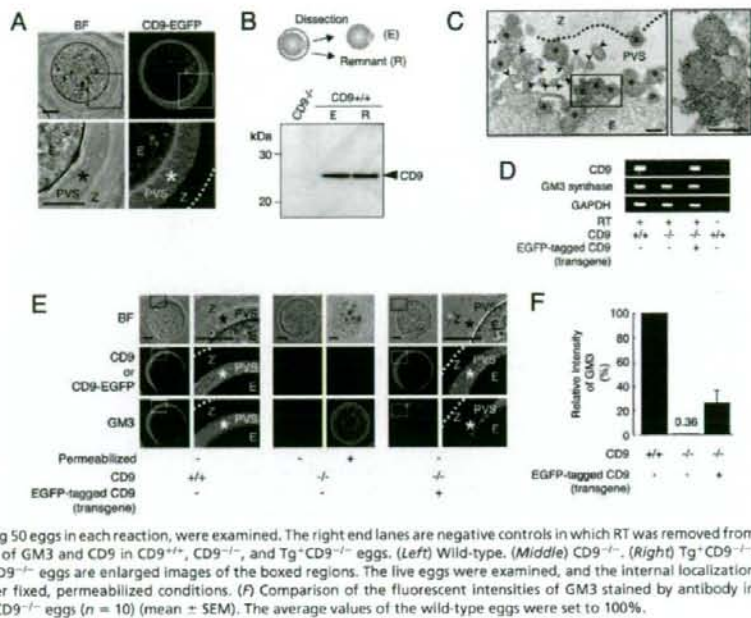 A
BF CD9-EGFP
E
PVS * Z
PVS * Z
B
Dissection
(E)
Remnant (R)
CD9-/-
CD9+/+
E R
kDa
30
20
CD9
C
Z
PVS
E
D
CD9
GM3 synthase
GAPDH
RT + + + -
CD9 +/+ -/- -/- +/+
EGFP-tagged CD9 - - + -
(transgene)
E
BF
CD9
or
CD9-EGFP
GM3
Z PVS E
Z PVS E
Z PVS E
Z PVS E
Z PVS E
Z PVS E
Permeabilized - - + -
CD9 +/+ -/- -/-
EGFP-tagged CD9 - - +
(transgene)
F
Relative Intensity
of GM3
(%)
100
80
60
40
20
0
0.36
CD9 +/+ -/- -/-
EGFP-tagged CD9 - - +
(transgene)
g 50 eggs in each reaction, were examined. The right end lanes are negative controls in which RT was removed from
of GM3 and CD9 in CD9+/+, CD9−/−, and Tg+CD9−/− eggs. (Left) Wild-type. (Middle) CD9−/−. (Right) Tg+CD9−/−
CD9−/− eggs are enlarged images of the boxed regions. The live eggs were examined, and the internal localization
er fixed, permeabilized conditions. (F) Comparison of the fluorescent intensities of GM3 stained by antibody in
CD9−/− eggs (n = 10) (mean ± SEM). The average values of the wild-type eggs were set to 100%.